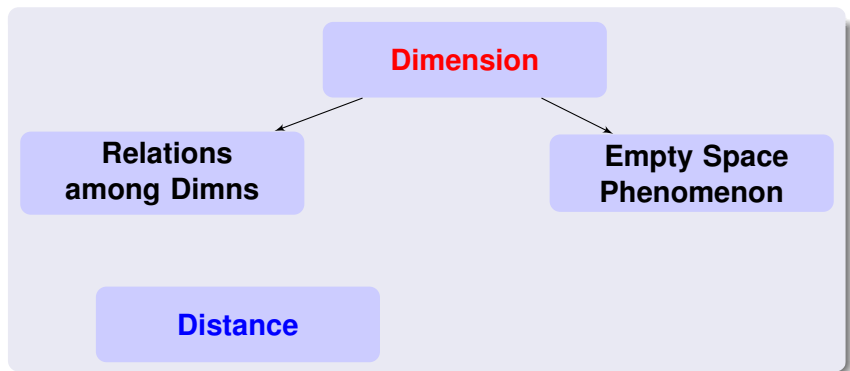 Dimension
Relations
among Dimns
Empty Space
Phenomenon
Distance